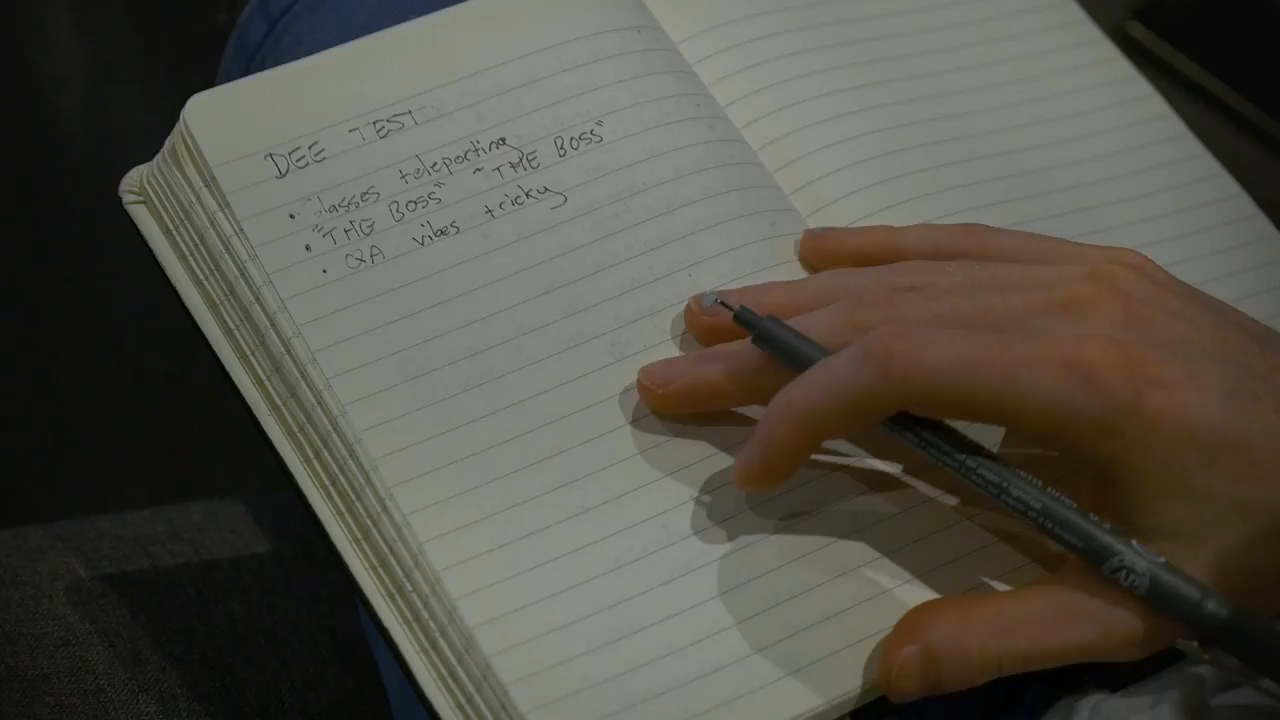 DEE TEST
• Glasses teleporting
• "THE BOSS" ~ THE BOSS"
• QA vibes tricky